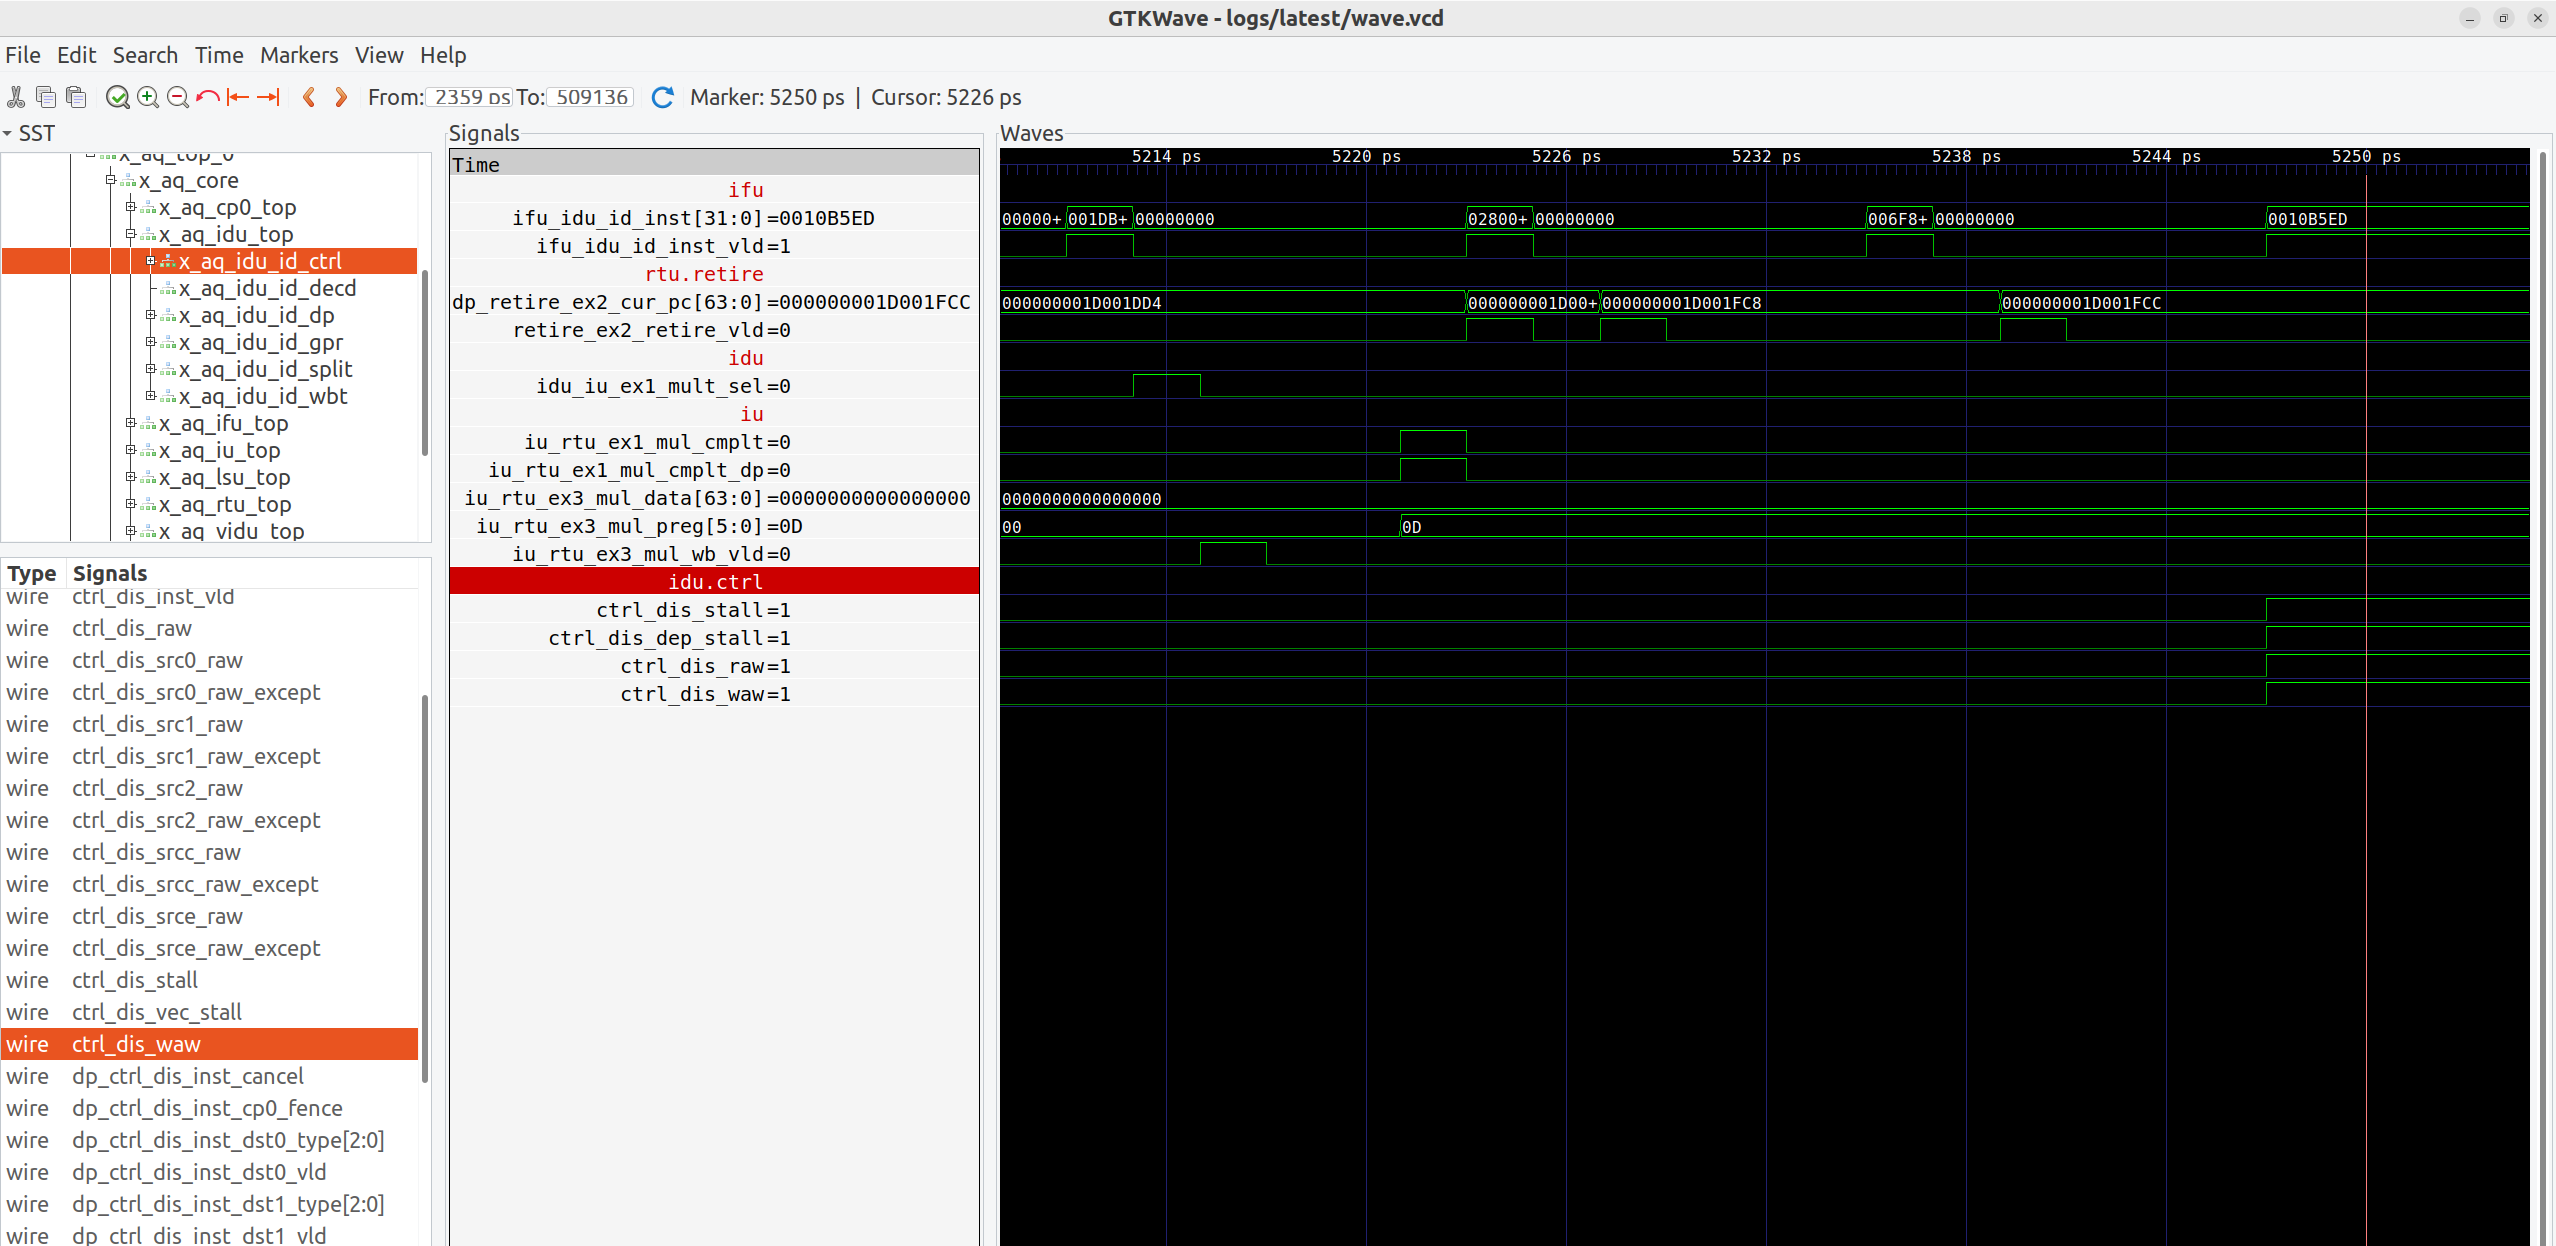 GTKWave - logs/latest/wave.vcd
File Edit Search Time Markers View Help
From: 2359 ps To: 509136 Marker: 5250 ps | Cursor: 5226 ps
SST
x_aq_top_0
x_aq_core
x_aq_cp0_top
x_aq_idu_top
x_aq_idu_id_ctrl
x_aq_idu_id_decd
x_aq_idu_id_dp
x_aq_idu_id_gpr
x_aq_idu_id_split
x_aq_idu_id_wbt
x_aq_ifu_top
x_aq_iu_top
x_aq_lsu_top
x_aq_rtu_top
x_aq_vidu_top
Type Signals
wire ctrl_dis_inst_vld
wire ctrl_dis_raw
wire ctrl_dis_src0_raw
wire ctrl_dis_src0_raw_except
wire ctrl_dis_src1_raw
wire ctrl_dis_src1_raw_except
wire ctrl_dis_src2_raw
wire ctrl_dis_src2_raw_except
wire ctrl_dis_srcc_raw
wire ctrl_dis_srcc_raw_except
wire ctrl_dis_srce_raw
wire ctrl_dis_srce_raw_except
wire ctrl_dis_stall
wire ctrl_dis_vec_stall
wire ctrl_dis_waw
wire dp_ctrl_dis_inst_cancel
wire dp_ctrl_dis_inst_cp0_fence
wire dp_ctrl_dis_inst_dst0_type[2:0]
wire dp_ctrl_dis_inst_dst0_vld
wire dp_ctrl_dis_inst_dst1_type[2:0]
wire dp_ctrl_dis_inst_dst1_vld
Signals
Time
ifu
ifu_idu_id_inst[31:0]=0010B5ED
ifu_idu_id_inst_vld=1
rtu.retire
dp_retire_ex2_cur_pc[63:0]=000000001D001FCC
retire_ex2_retire_vld=0
idu
idu_iu_ex1_mult_sel=0
iu
iu_rtu_ex1_mul_cmplt=0
iu_rtu_ex1_mul_cmplt_dp=0
iu_rtu_ex3_mul_data[63:0]=0000000000000000
iu_rtu_ex3_mul_preg[5:0]=0D
iu_rtu_ex3_mul_wb_vld=0
idu.ctrl
ctrl_dis_stall=1
ctrl_dis_dep_stall=1
ctrl_dis_raw=1
ctrl_dis_waw=1
Waves
5214 ps 5220 ps 5226 ps 5232 ps 5238 ps 5244 ps 5250 ps
00000+ 001DB+ 00000000 02800+ 00000000 006F8+ 00000000 0010B5ED
000000001D001DD4 000000001D00+ 000000001D001FC8 000000001D001FCC
0000000000000000
00 0D